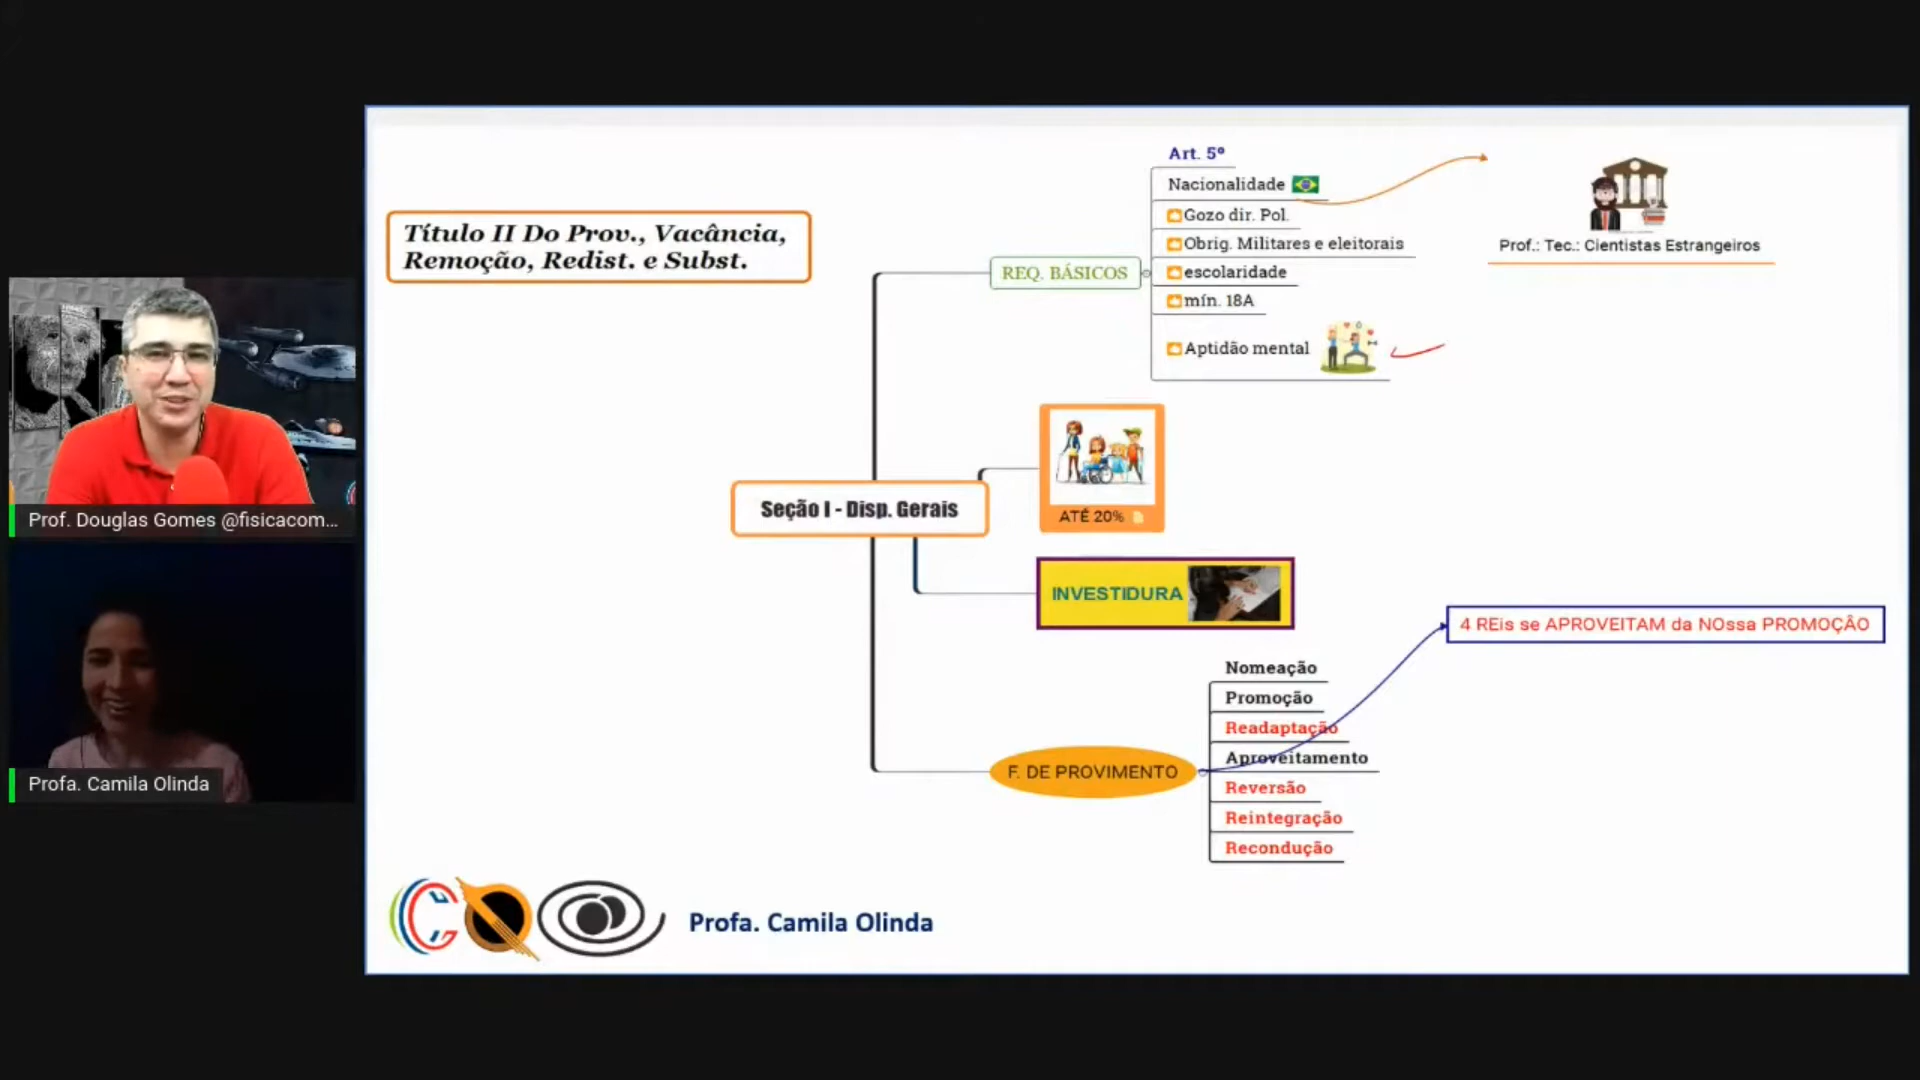 Título II Do Prov., Vacância,
Remoção, Redist. e Subst.
Art. 5º
Nacionalidade
Gozo dir. Pol.
Obrig. Militares e eleitorais
REQ. BÁSICOS
escolaridade
mín. 18A
Aptidão mental
Prof.: Tec.: Cientistas Estrangeiros
Seção I - Disp. Gerais
ATÉ 20%
INVESTIDURA
4 REis se APROVEITAM da NOssa PROMOÇÃO
F. DE PROVIMENTO
Nomeação
Promoção
Readaptação
Aproveitamento
Reversão
Reintegração
Recondução
Profa. Camila Olinda
Prof. Douglas Gomes @fisicacom...
Profa. Camila Olinda